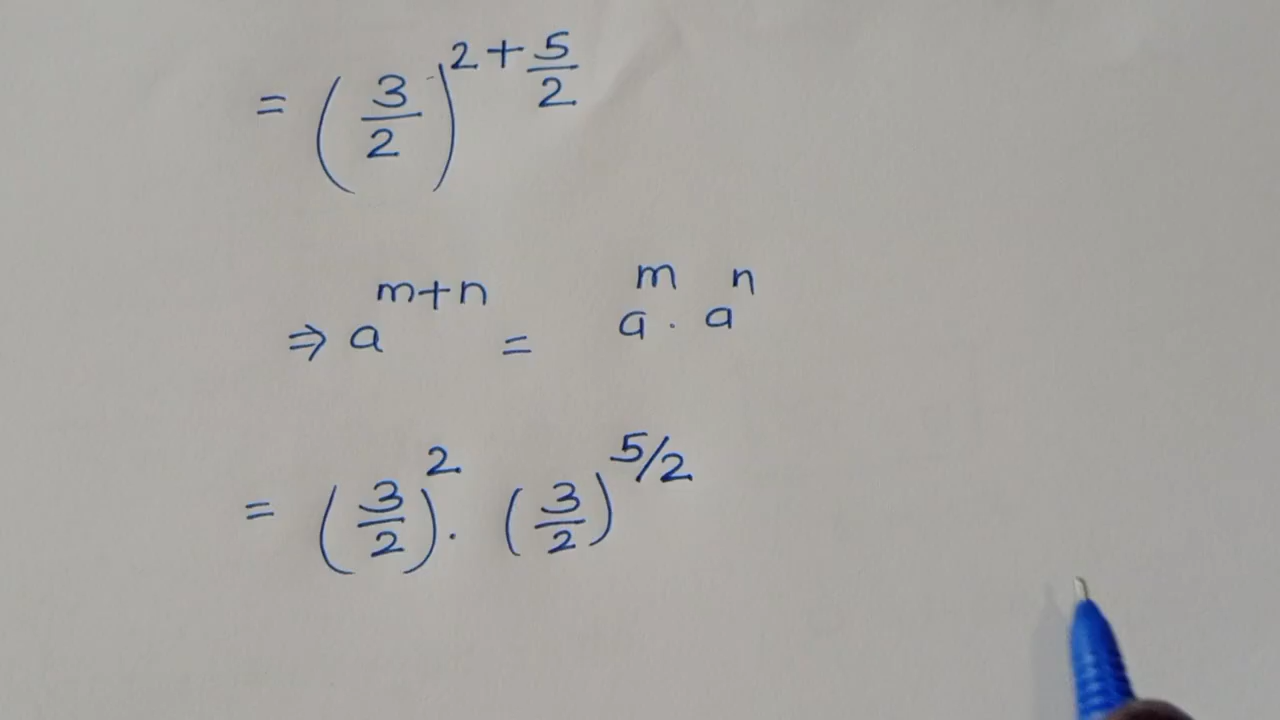 = (3/2)^(2 + 5/2)
⇒ a^(m+n) = a^m . a^n
= (3/2)^2 . (3/2)^(5/2)